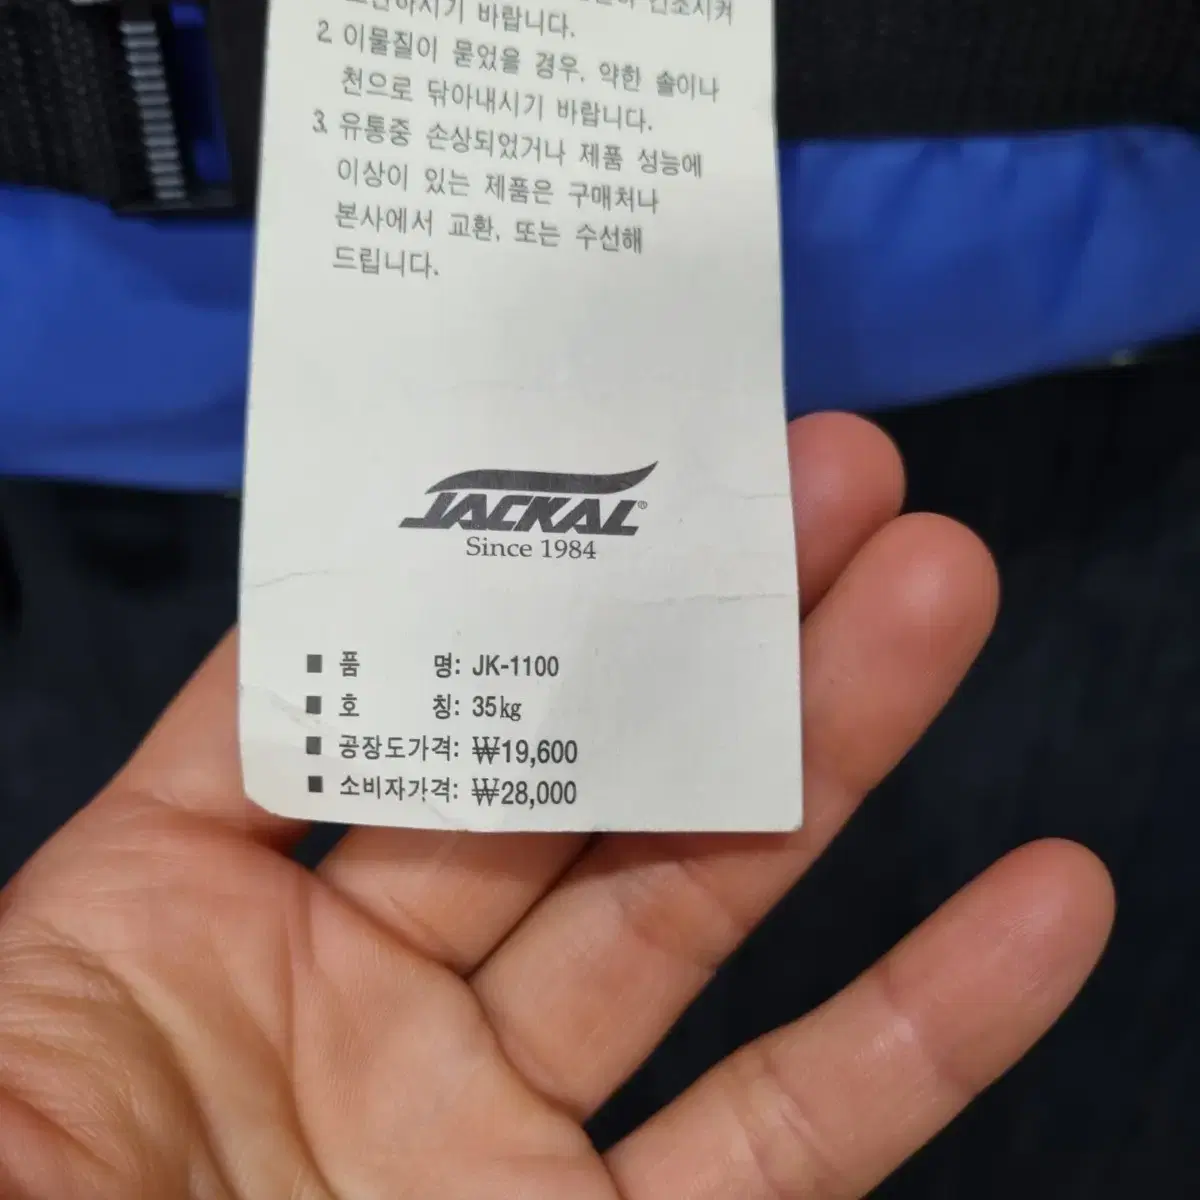 바랍니다.
2. 이물질이 묻었을 경우, 약한 솔이나
천으로 닦아내시기 바랍니다.
3. 유통중 손상되었거나 제품 성능에
이상이 있는 제품은 구매처나
본사에서 교환, 또는 수선해
드립니다.
JACKAL®
Since 1984
■ 품 명: JK-1100
■ 호 칭: 35㎏
■ 공장도가격: ₩19,600
■ 소비자가격: ₩28,000